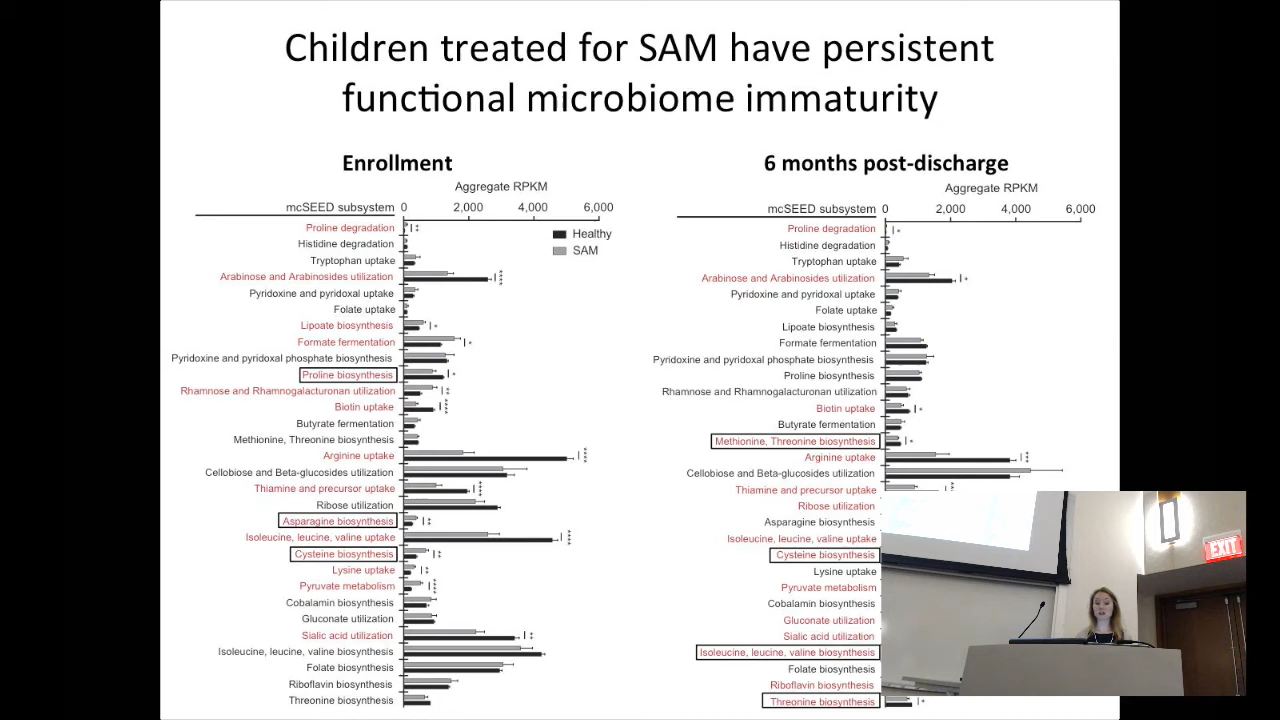 Children treated for SAM have persistent
functional microbiome immaturity
Enrollment
Aggregate RPKM
mcSEED subsystem
0 2,000 4,000 6,000
Healthy
SAM
Proline degradation
Histidine degradation
Tryptophan uptake
Arabinose and Arabinosides utilization
Pyridoxine and pyridoxal uptake
Folate uptake
Lipoate biosynthesis
Formate fermentation
Pyridoxine and pyridoxal phosphate biosynthesis
Proline biosynthesis
Rhamnose and Rhamnogalacturonan utilization
Biotin uptake
Butyrate fermentation
Methionine, Threonine biosynthesis
Arginine uptake
Cellobiose and Beta-glucosides utilization
Thiamine and precursor uptake
Ribose utilization
Asparagine biosynthesis
Isoleucine, leucine, valine uptake
Cysteine biosynthesis
Lysine uptake
Pyruvate metabolism
Cobalamin biosynthesis
Gluconate utilization
Sialic acid utilization
Isoleucine, leucine, valine biosynthesis
Folate biosynthesis
Riboflavin biosynthesis
Threonine biosynthesis
6 months post-discharge
Aggregate RPKM
mcSEED subsystem
0 2,000 4,000 6,000
Proline degradation
Histidine degradation
Tryptophan uptake
Arabinose and Arabinosides utilization
Pyridoxine and pyridoxal uptake
Folate uptake
Lipoate biosynthesis
Formate fermentation
Pyridoxine and pyridoxal phosphate biosynthesis
Proline biosynthesis
Rhamnose and Rhamnogalacturonan utilization
Biotin uptake
Butyrate fermentation
Methionine, Threonine biosynthesis
Arginine uptake
Cellobiose and Beta-glucosides utilization
Thiamine and precursor uptake
Ribose utilization
Asparagine biosynthesis
Isoleucine, leucine, valine uptake
Cysteine biosynthesis
Lysine uptake
Pyruvate metabolism
Cobalamin biosynthesis
Gluconate utilization
Sialic acid utilization
Isoleucine, leucine, valine biosynthesis
Folate biosynthesis
Riboflavin biosynthesis
Threonine biosynthesis
EXIT